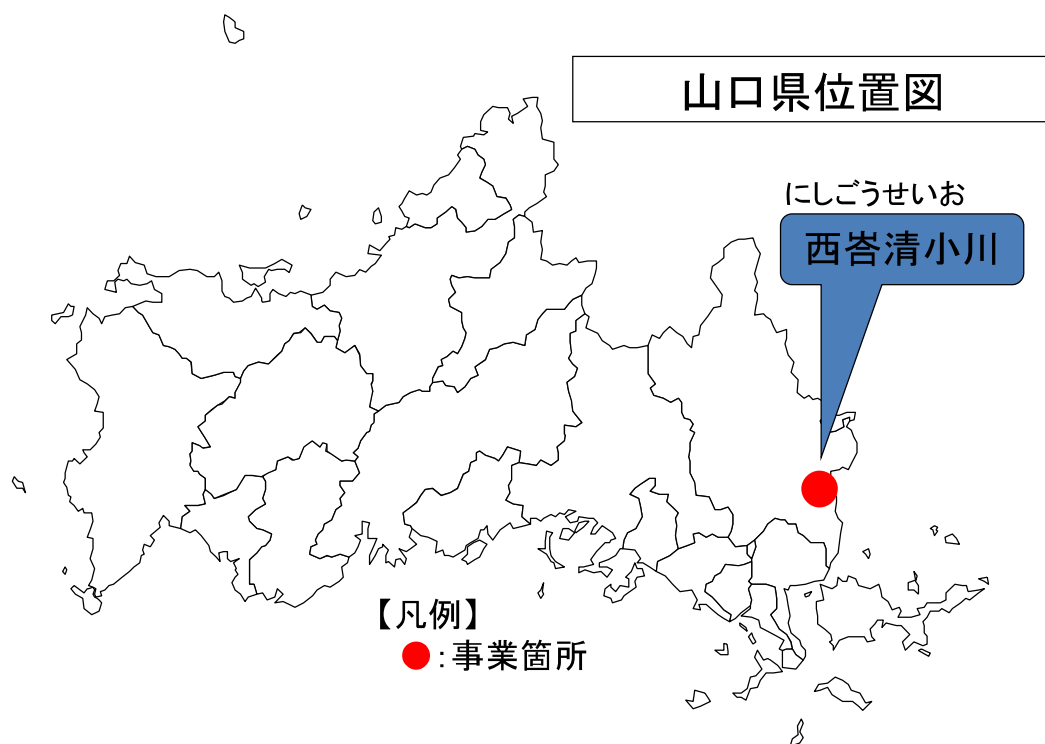 山口県位置図
にしごうせいお
西峇清小川
【凡例】
:事業箇所